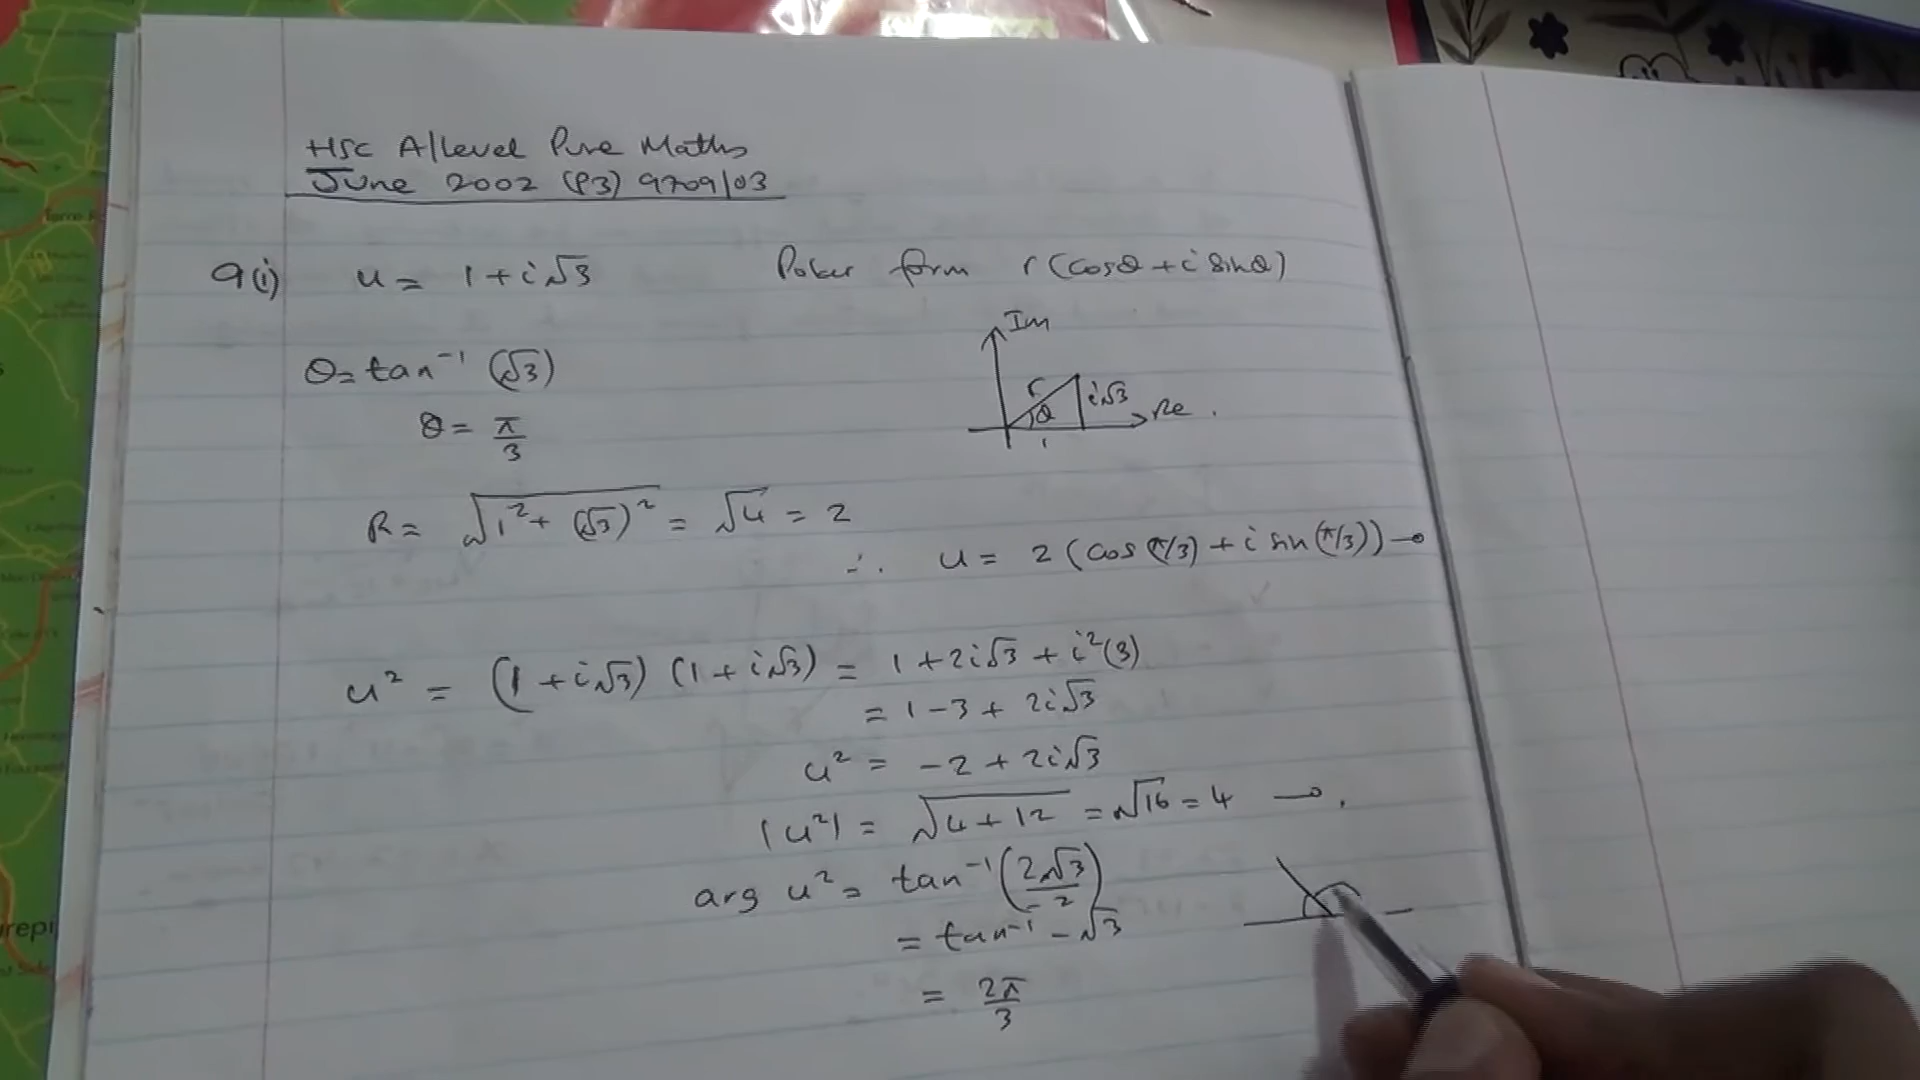 HSC A/Level Pure Maths
June 2002 (P3) 9709/03
9(i) u = 1 + i√3 Polar form r(cosθ + i sinθ)
Im
θ = tan⁻¹ (√3)
r i√3
θ Re
1
θ = π/3
R = √(1² + (√3)²) = √4 = 2
∴ u = 2 (cos (π/3) + i sin (π/3))
u² = (1 + i√3) (1 + i√3) = 1 + 2i√3 + i²(3)
= 1 - 3 + 2i√3
u² = -2 + 2i√3
|u²| = √(4 + 12) = √16 = 4
arg u² = tan⁻¹ (2√3/-2)
= tan⁻¹ -√3
= 2π/3